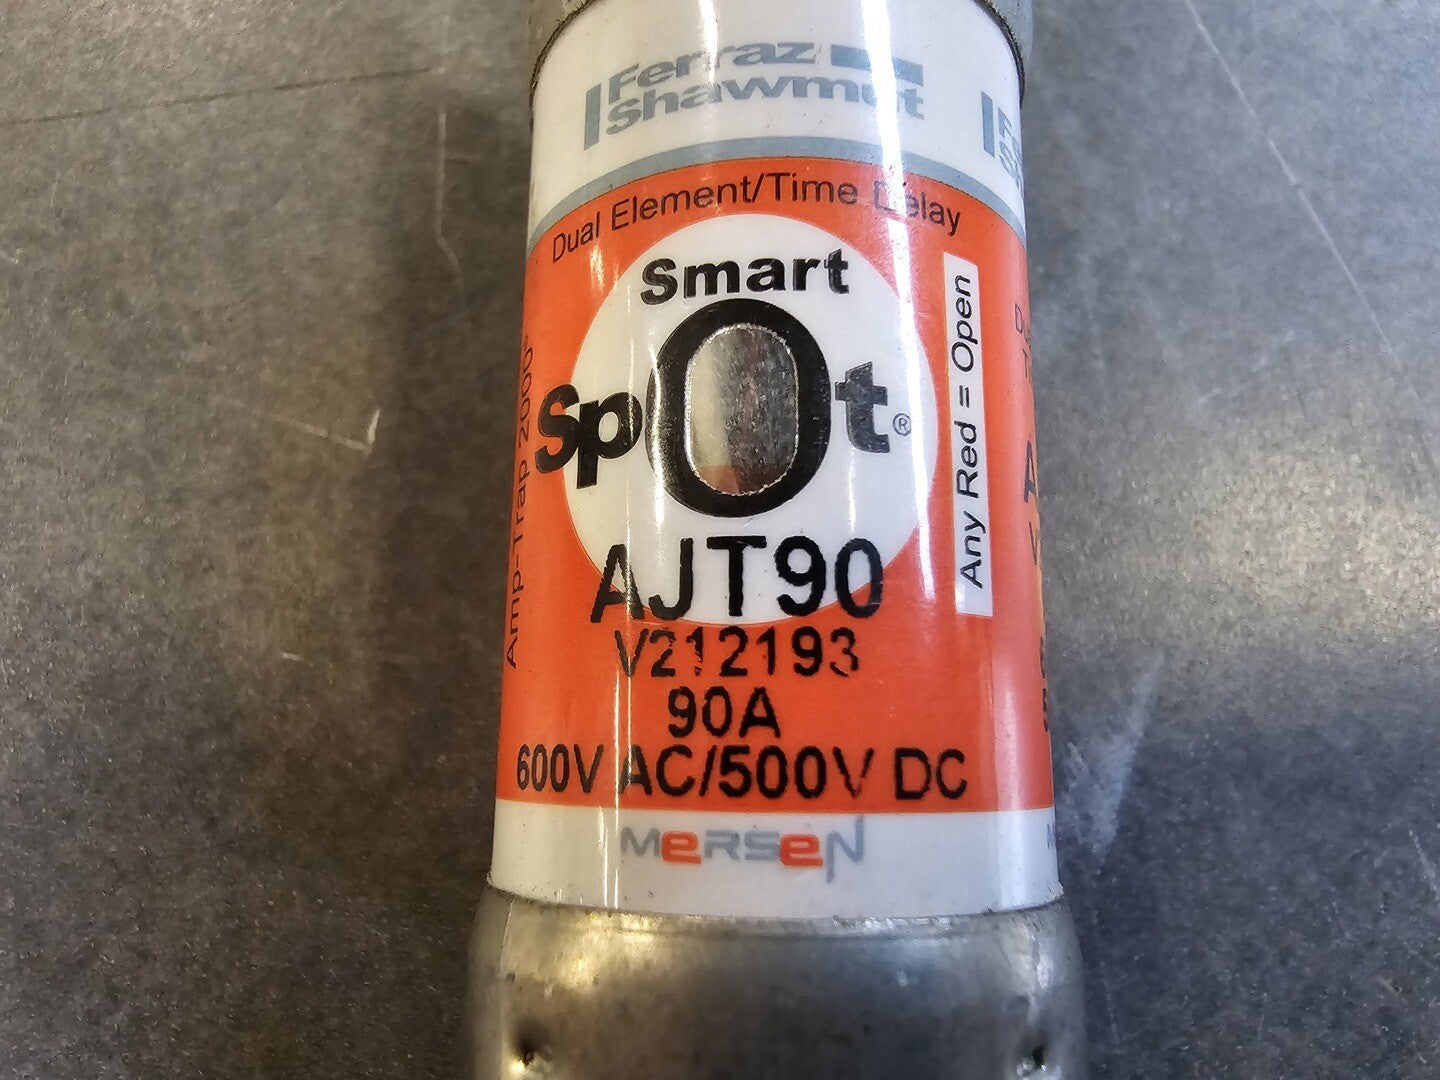 Ferraz
Shawmut
Dual Element/Time Delay
Smart
Spot®
Any Red = Open
Amp-Trap 2000®
AJT90
V212193
90A
600V AC/500V DC
MERSEN